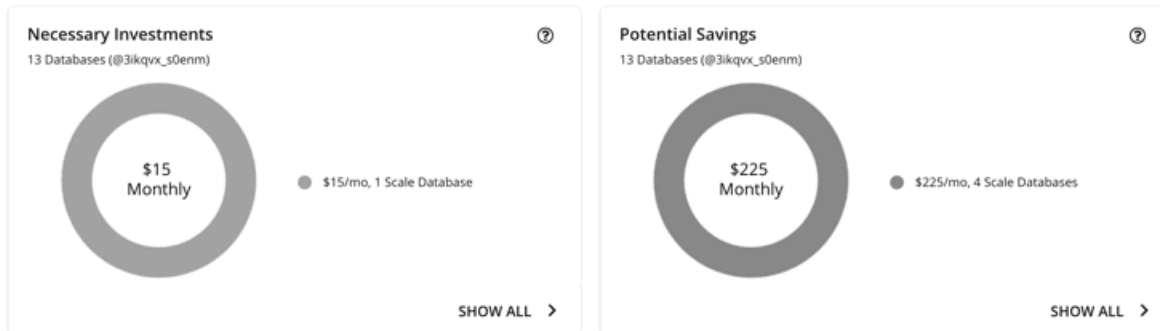 Necessary Investments
13 Databases (@3ikqvx_s0enm)
$15
Monthly
$15/mo, 1 Scale Database
SHOW ALL
Potential Savings
13 Databases (@3ikqvx_s0enm)
$225
Monthly
$225/mo, 4 Scale Databases
SHOW ALL